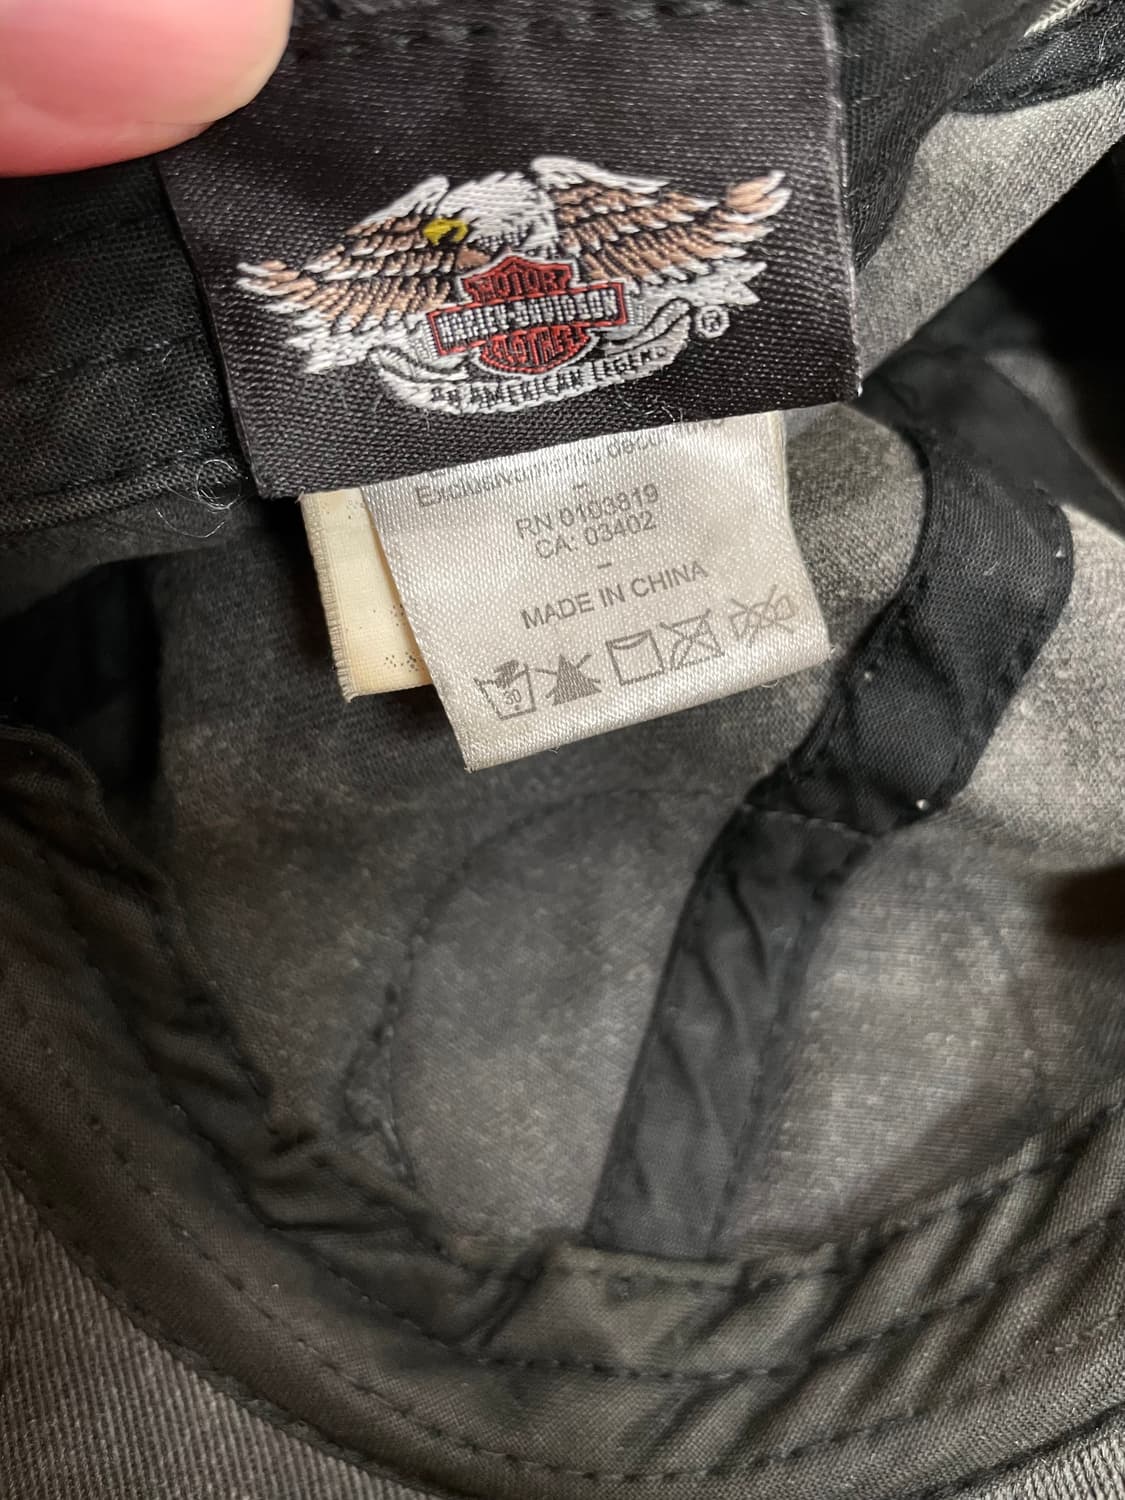 MOTOR
HARLEY-DAVIDSON
CYCLES
®
AN AMERICAN LEGEND
RN 0103819
CA: 03402
-
MADE IN CHINA
30